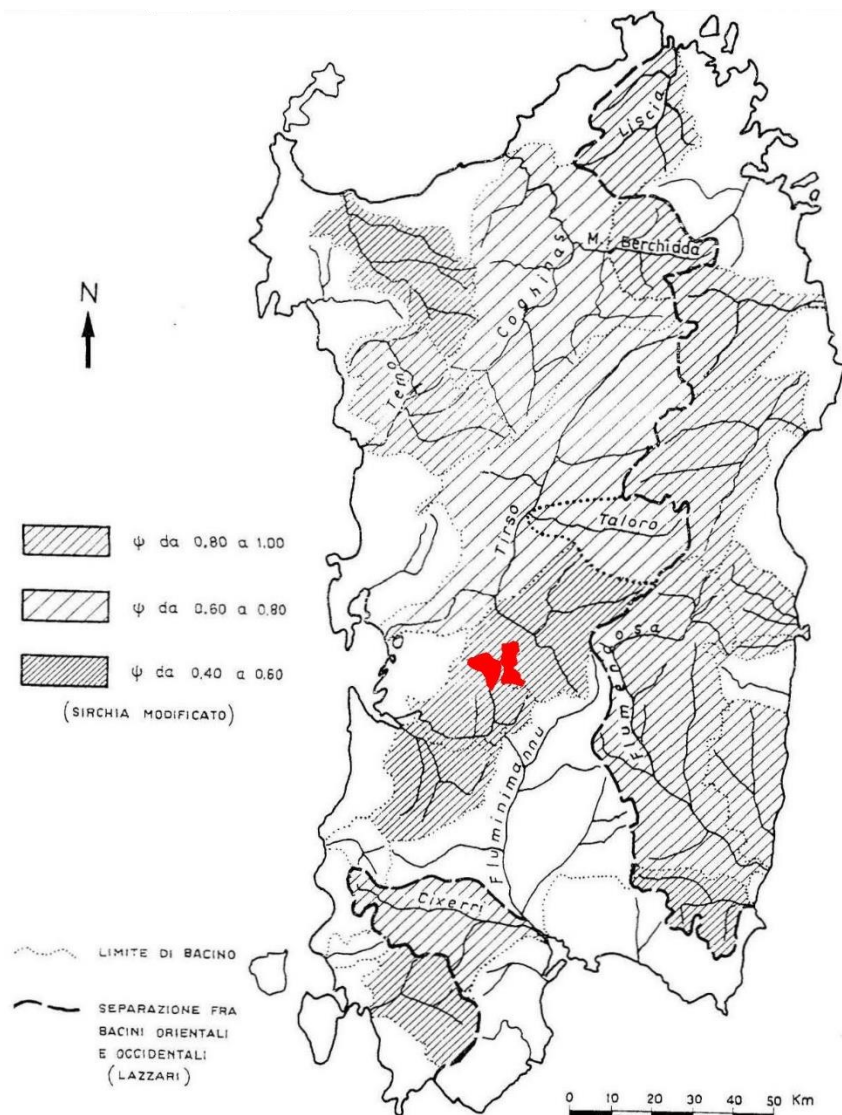 N
Liscia
M. Berchidda
Coghinas
Temo
Tirso
Taloro
Flumendosa
Fluminimannu
Cixerri
ψ da 0,80 a 1.00
ψ da 0,60 a 0,80
ψ da 0,40 a 0,60
(SIRCHIA MODIFICATO)
LIMITE DI BACINO
SEPARAZIONE FRA
BACINI ORIENTALI
E OCCIDENTALI
(LAZZARI)
0 10 20 30 40 50 Km